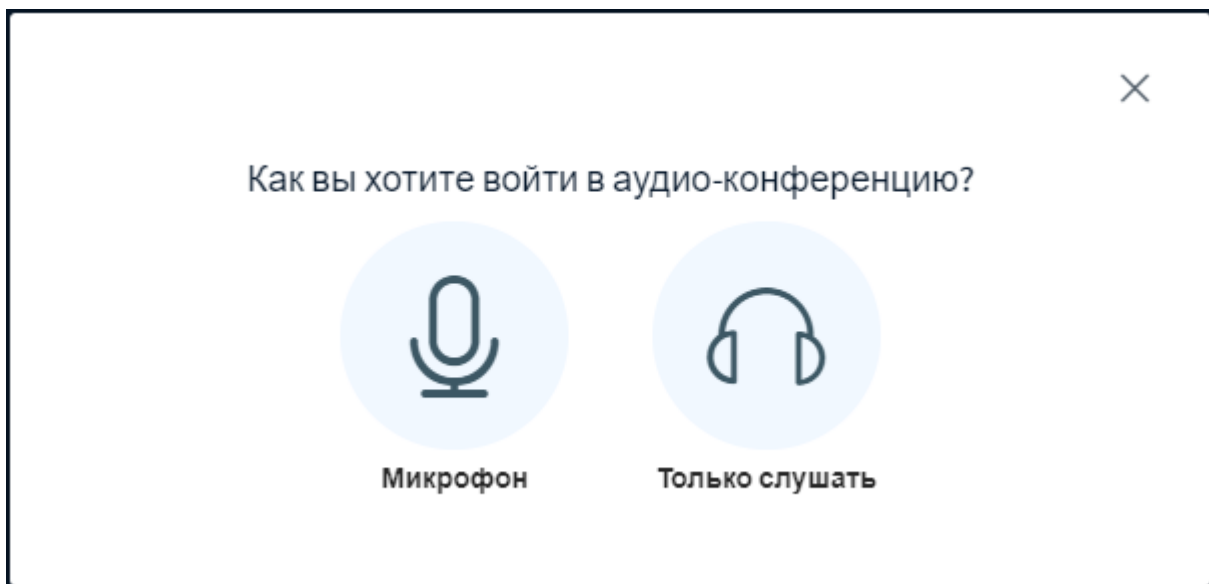 Как вы хотите войти в аудио-конференцию?
Микрофон
Только слушать